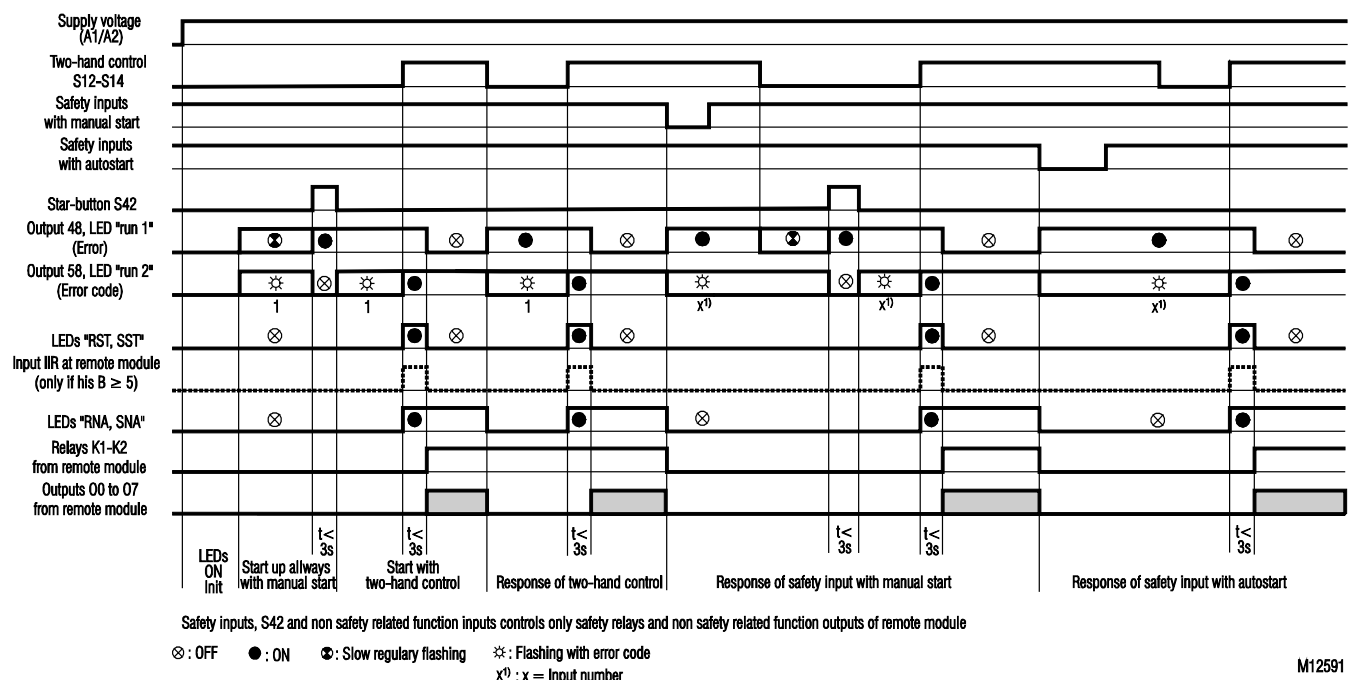 Supply voltage
(A1/A2)
Two-hand control
S12-S14
Safety inputs
with manual start
Safety inputs
with autostart
Star-button S42
Output 48, LED "run 1"
(Error)
Output 58, LED "run 2"
(Error code)
1
1
1
X1)
X1)
X1)
LEDs "RST, SST"
Input IIR at remote module
(only if his B ≥ 5)
LEDs "RNA, SNA"
Relays K1-K2
from remote module
Outputs O0 to O7
from remote module
t<
3s
t<
3s
t<
3s
t<
3s
t<
3s
t<
3s
LEDs
ON
Init
Start up allways
with manual start
Start with
two-hand control
Response of two-hand control
Response of safety input with manual start
Response of safety input with autostart
Safety inputs, S42 and non safety related function inputs controls only safety relays and non safety related function outputs of remote module
: OFF
: ON
: Slow regulary flashing
: Flashing with error code
X1) : x = Input number
M12591